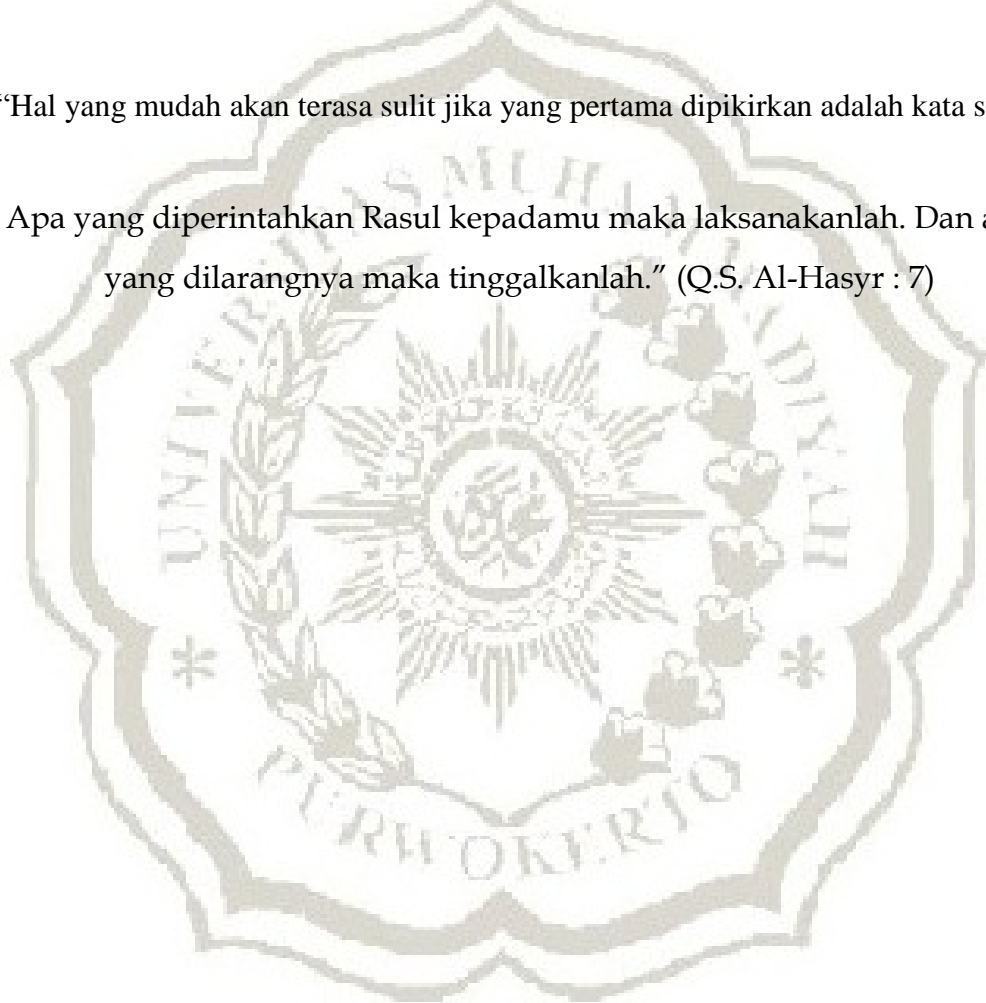 “Hal yang mudah akan terasa sulit jika yang pertama dipikirkan adalah kata s
Apa yang diperintahkan Rasul kepadamu maka laksanakanlah. Dan a
yang dilarangnya maka tinggalkanlah.” (Q.S. Al-Hasyr : 7)
UNIVERSITAS MUHAMMADIYAH
PURWOKERTO